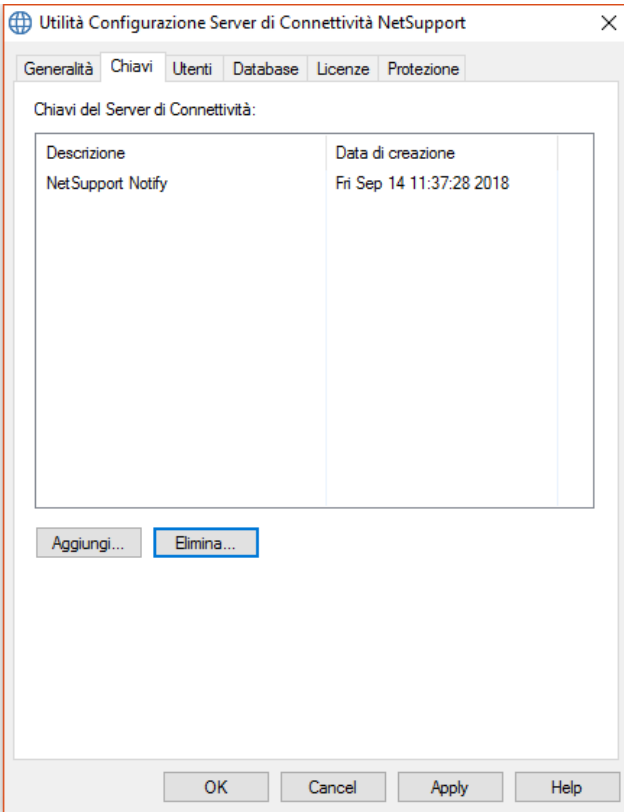 Utilità Configurazione Server di Connettività NetSupport
Generalità Chiavi Utenti Database Licenze Protezione
Chiavi del Server di Connettività:
Descrizione Data di creazione
NetSupport Notify Fri Sep 14 11:37:28 2018
Aggiungi... Elimina...
OK Cancel Apply Help